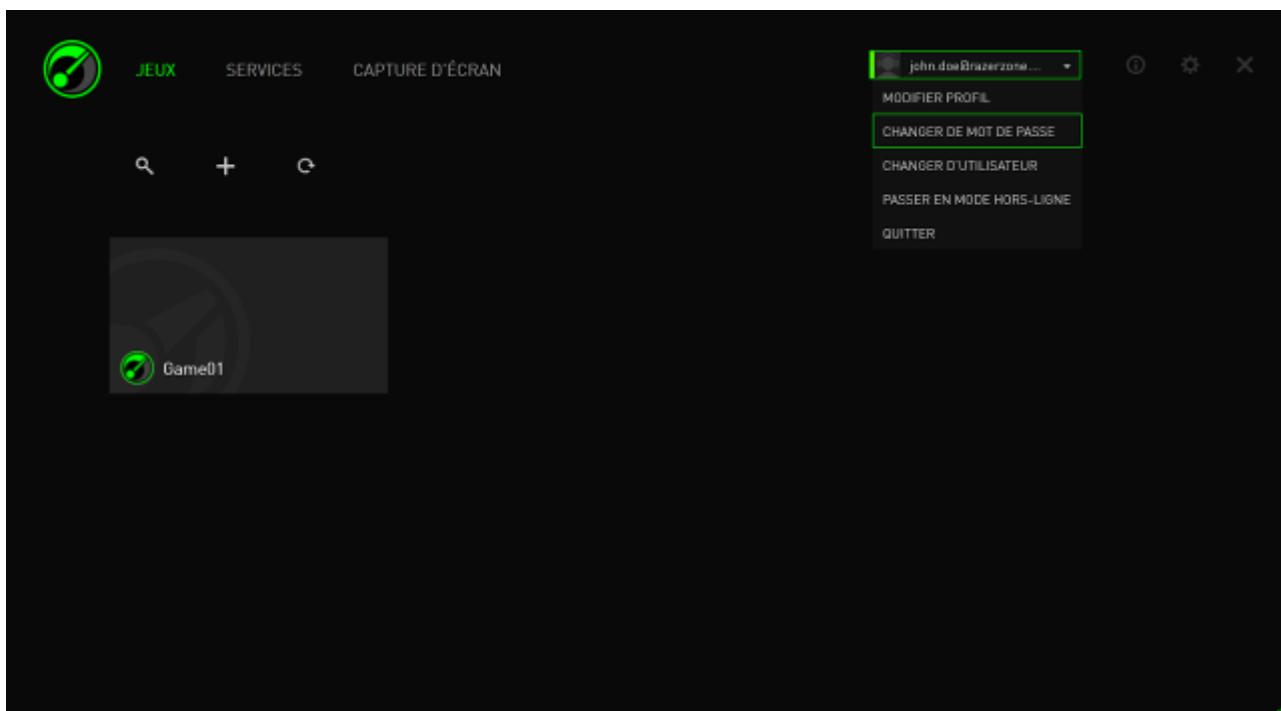 JEUX SERVICES CAPTURE D'ÉCRAN john.doe@razerzone.... 
MODIFIER PROFIL
CHANGER DE MOT DE PASSE
CHANGER D'UTILISATEUR
PASSER EN MODE HORS-LIGNE
QUITTER
Game01